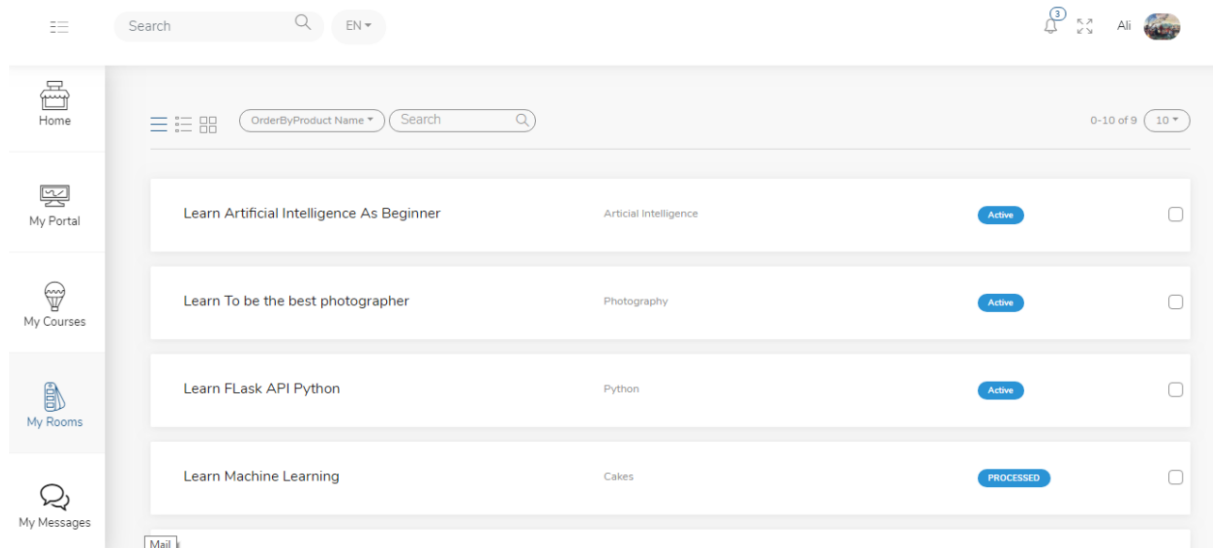 Search
EN
3
Ali
Home
My Portal
My Courses
My Rooms
My Messages
OrderByProduct Name
Search
0-10 of 9
10
Learn Artificial Intelligence As Beginner
Articial Intelligence
Active
Learn To be the best photographer
Photography
Active
Learn FLask API Python
Python
Active
Learn Machine Learning
Cakes
PROCESSED
Mail